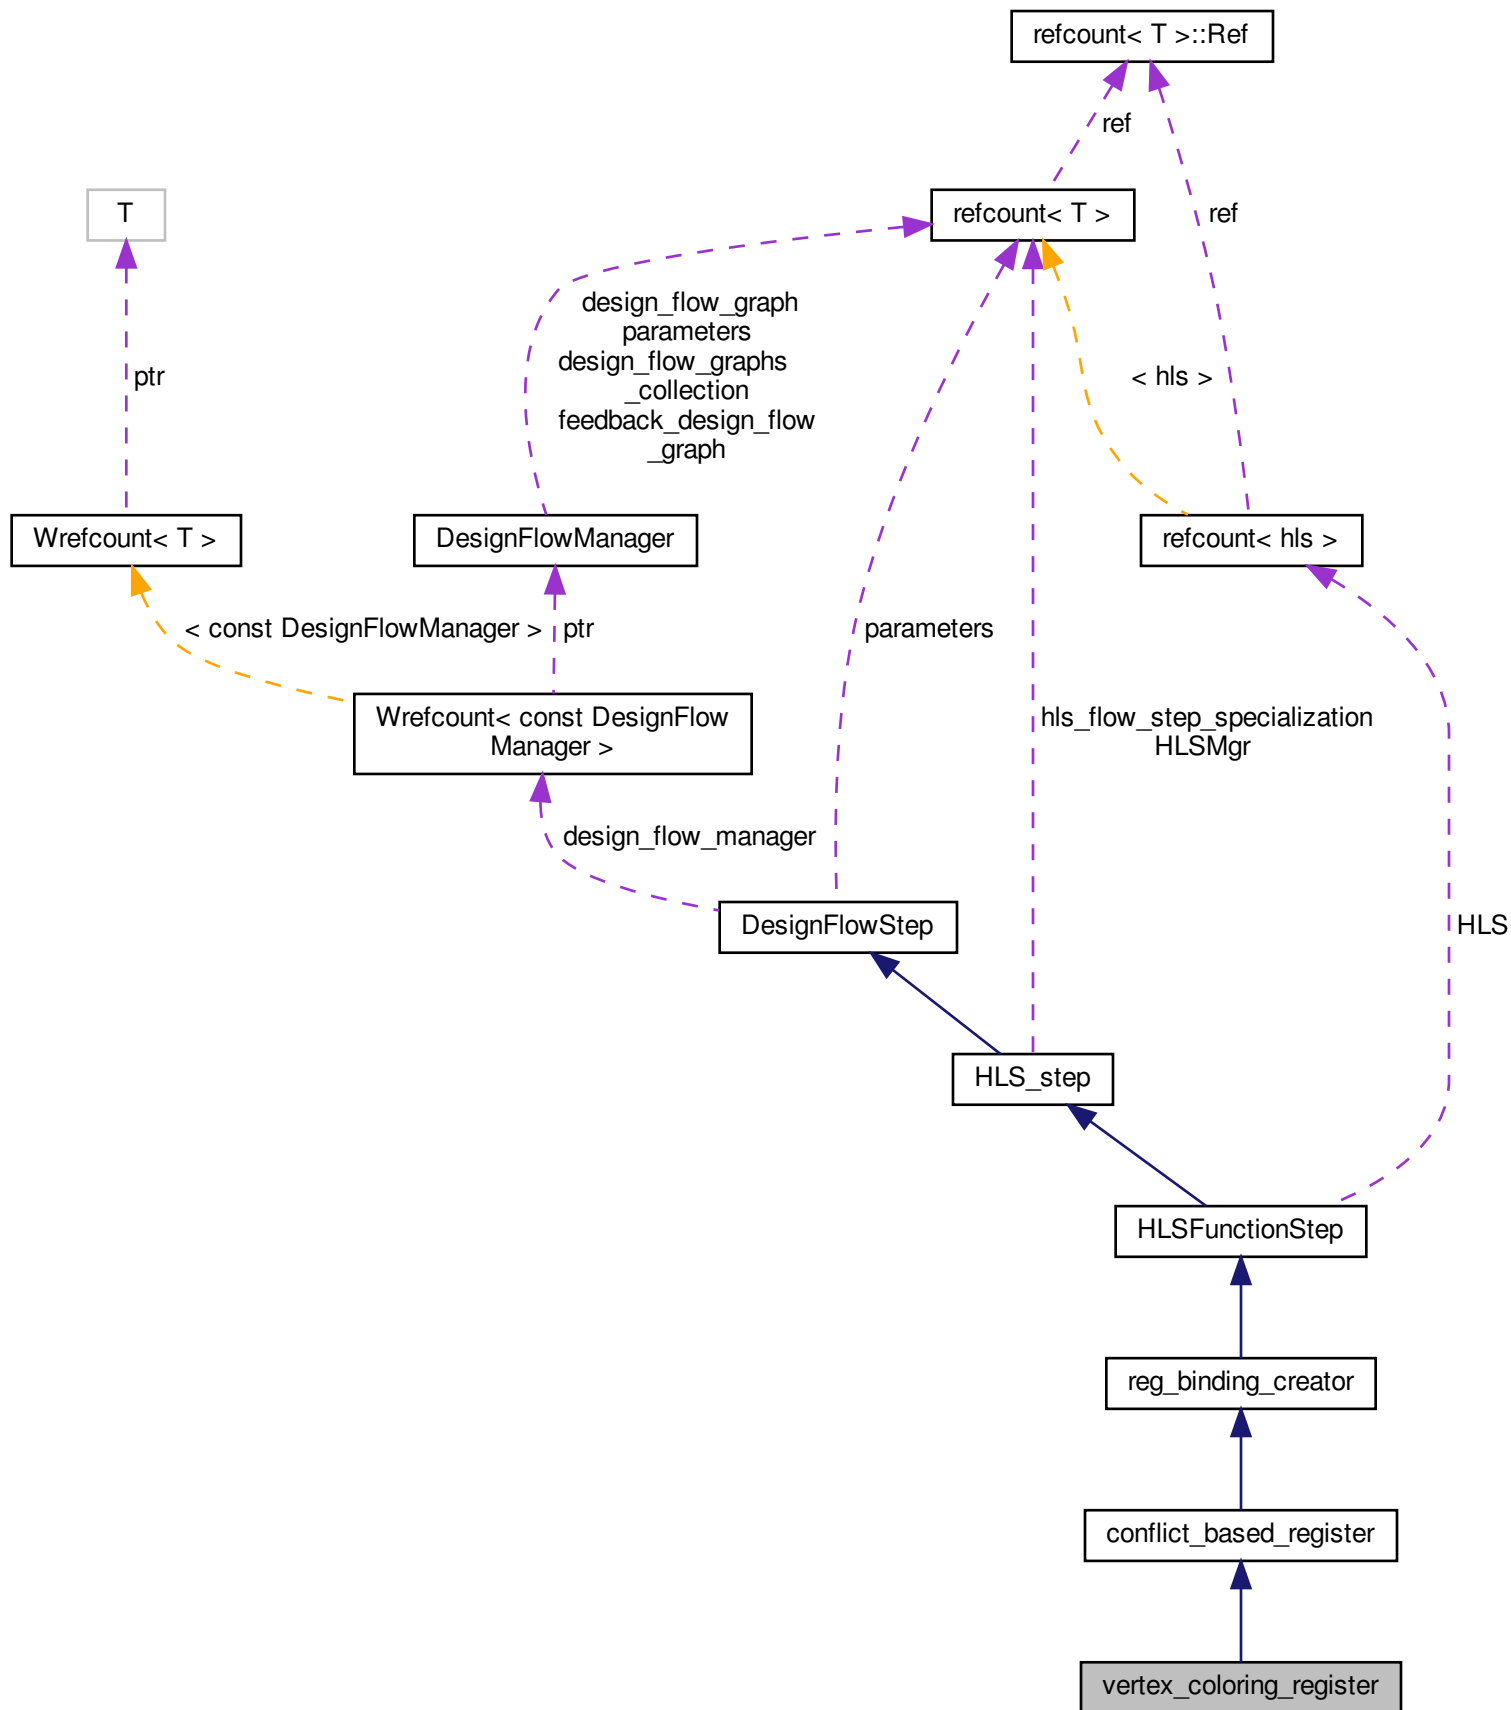 refcount< T >::Ref
ref
T
refcount< T >
ref
design_flow_graph
parameters
design_flow_graphs
_collection
feedback_design_flow
_graph
ptr
< hls >
Wrefcount< T >
DesignFlowManager
refcount< hls >
< const DesignFlowManager >
ptr
parameters
Wrefcount< const DesignFlow
Manager >
hls_flow_step_specialization
HLSMgr
design_flow_manager
DesignFlowStep
HLS
HLS_step
HLSFunctionStep
reg_binding_creator
conflict_based_register
vertex_coloring_register